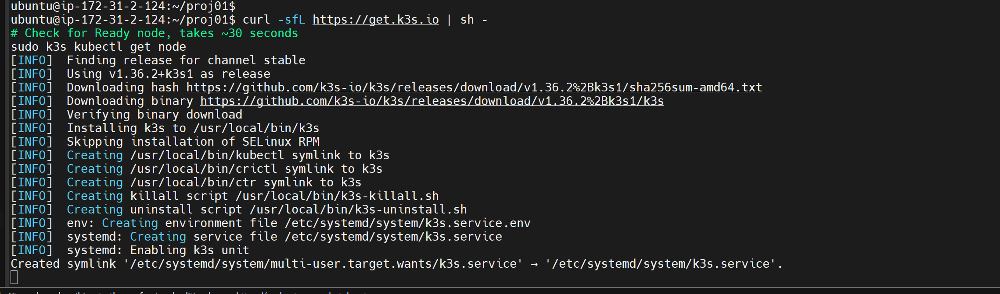 ubuntu@ip-172-31-2-124:~/proj01$
ubuntu@ip-172-31-2-124:~/proj01$ curl -sfL https://get.k3s.io | sh -
# Check for Ready node, takes ~30 seconds
sudo k3s kubectl get node
[INFO]  Finding release for channel stable
[INFO]  Using v1.36.2+k3s1 as release
[INFO]  Downloading hash https://github.com/k3s-io/k3s/releases/download/v1.36.2%2Bk3s1/sha256sum-amd64.txt
[INFO]  Downloading binary https://github.com/k3s-io/k3s/releases/download/v1.36.2%2Bk3s1/k3s
[INFO]  Verifying binary download
[INFO]  Installing k3s to /usr/local/bin/k3s
[INFO]  Skipping installation of SELinux RPM
[INFO]  Creating /usr/local/bin/kubectl symlink to k3s
[INFO]  Creating /usr/local/bin/crictl symlink to k3s
[INFO]  Creating /usr/local/bin/ctr symlink to k3s
[INFO]  Creating killall script /usr/local/bin/k3s-killall.sh
[INFO]  Creating uninstall script /usr/local/bin/k3s-uninstall.sh
[INFO]  env: Creating environment file /etc/systemd/system/k3s.service.env
[INFO]  systemd: Creating service file /etc/systemd/system/k3s.service
[INFO]  systemd: Enabling k3s unit
Created symlink '/etc/systemd/system/multi-user.target.wants/k3s.service' → '/etc/systemd/system/k3s.service'.